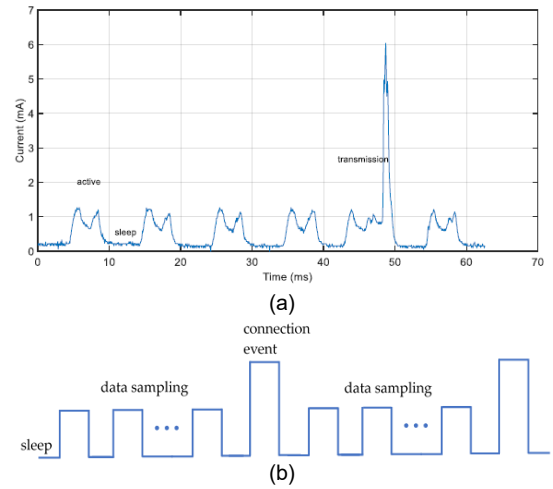 7
6
5
4
3
2
1
0
Current (mA)
active
sleep
transmission
0 10 20 30 40 50 60 70
Time (ms)
(a)
connection
event
data sampling data sampling
sleep
(b)